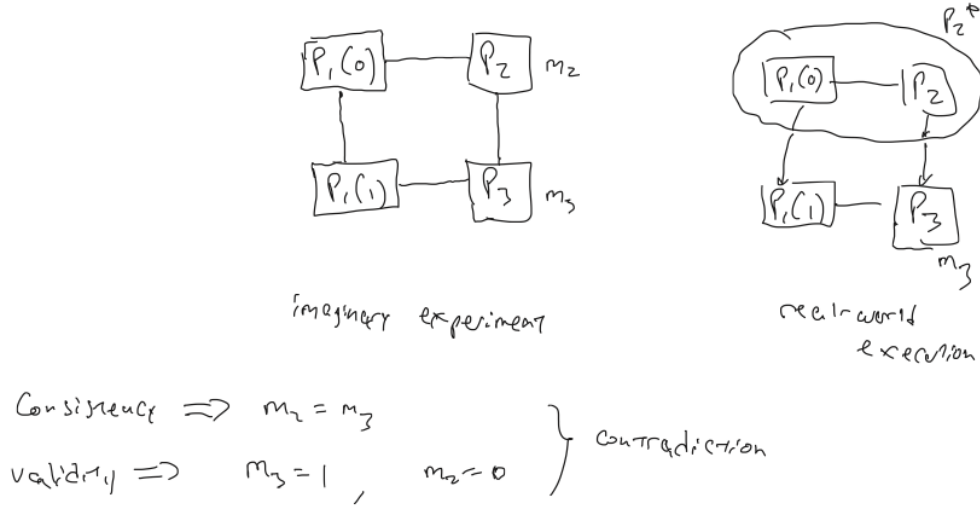 P₂*
P₁(0) P₂ m₂
P₁(0) P₂
P₁(1) P₃ m₃
P₁(1) P₃
m₃
imaginary experiment
real-world
execution
Consistency ⟹ m₂ = m₃
validity ⟹ m₃ = 1 , m₂ = 0
} contradiction